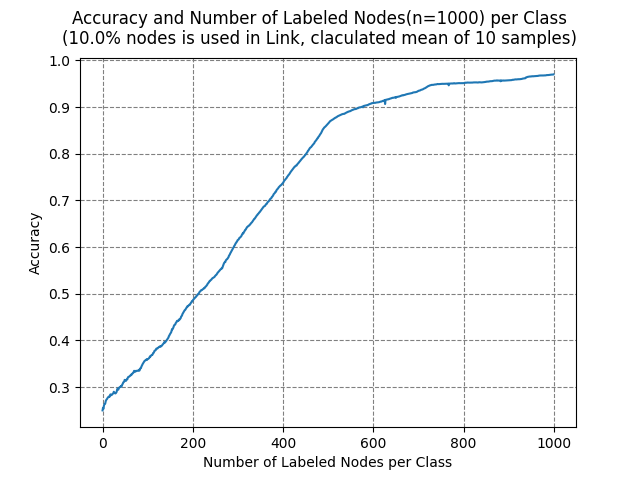 Accuracy and Number of Labeled Nodes(n=1000) per Class
(10.0% nodes is used in Link, claculated mean of 10 samples)
1.0
0.9
0.8
0.7
0.6
0.5
0.4
0.3
Accuracy
0 200 400 600 800 1000
Number of Labeled Nodes per Class